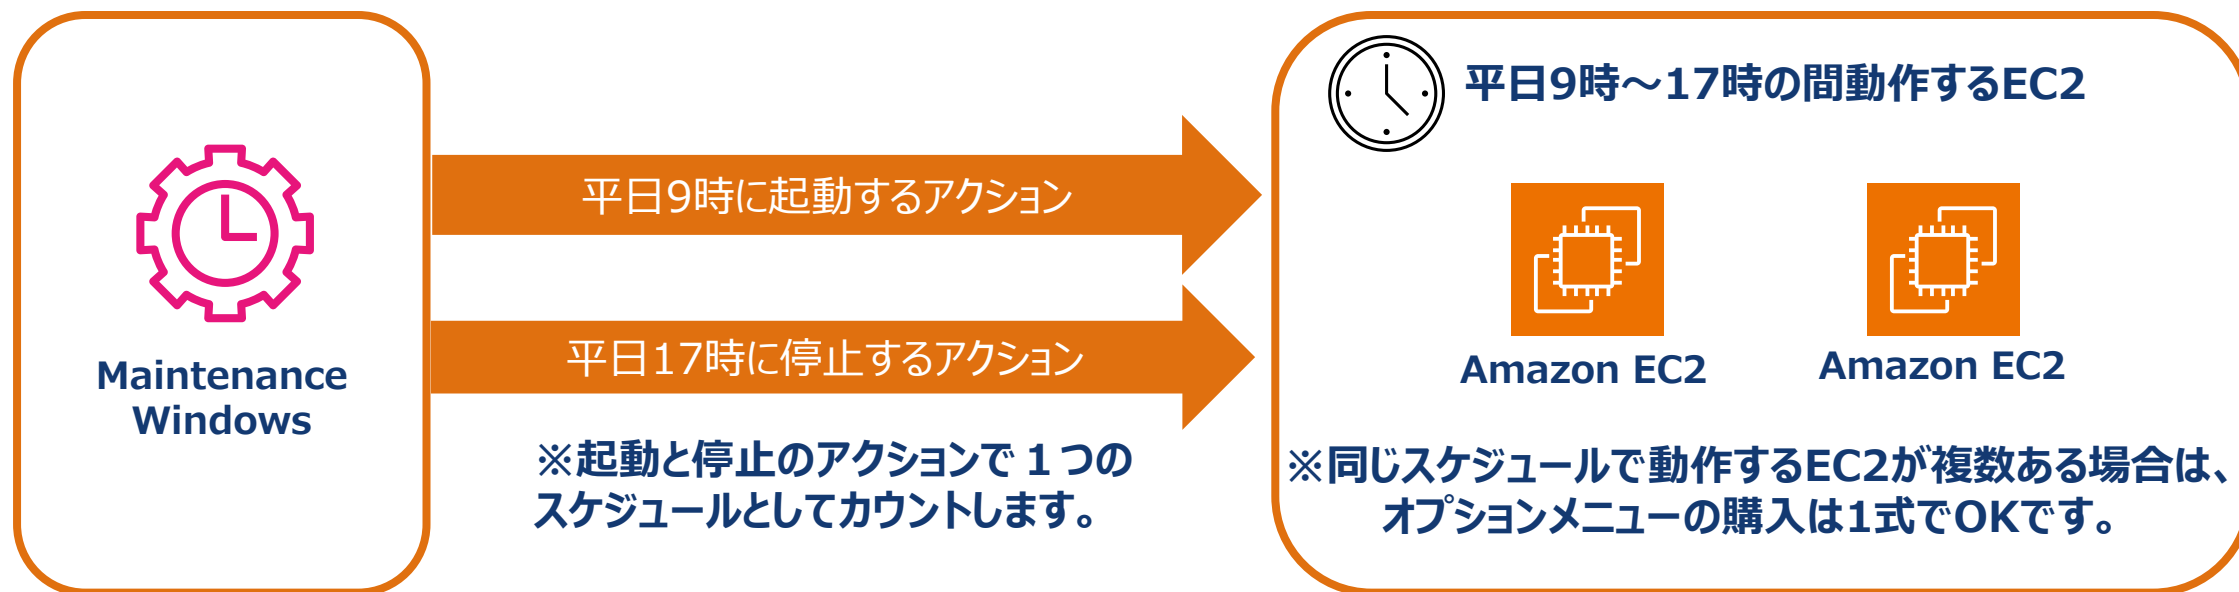 Maintenance
Windows
平日9時に起動するアクション
平日17時に停止するアクション
※起動と停止のアクションで１つの
スケジュールとしてカウントします。
平日9時～17時の間動作するEC2
Amazon EC2
Amazon EC2
※同じスケジュールで動作するEC2が複数ある場合は、
オプションメニューの購入は1式でOKです。